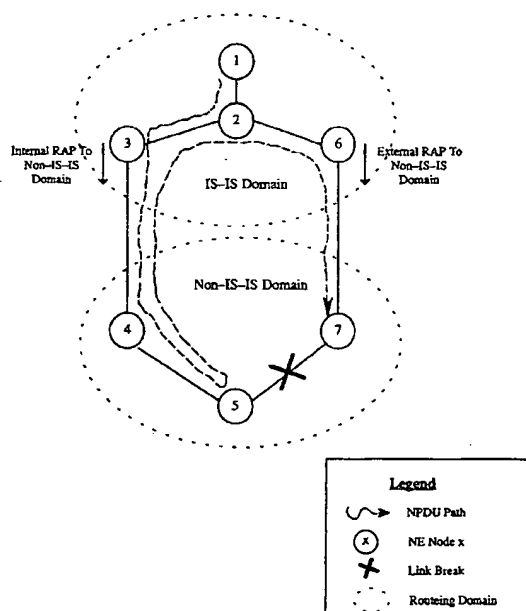 1
2
3
6
Internal RAP To
Non-IS-IS
Domain
External RAP To
Non-IS-IS
Domain
IS-IS Domain
Non-IS-IS Domain
4
7
5
Legend
NPDU Path
x
NE Node x
Link Break
Routeing Domain